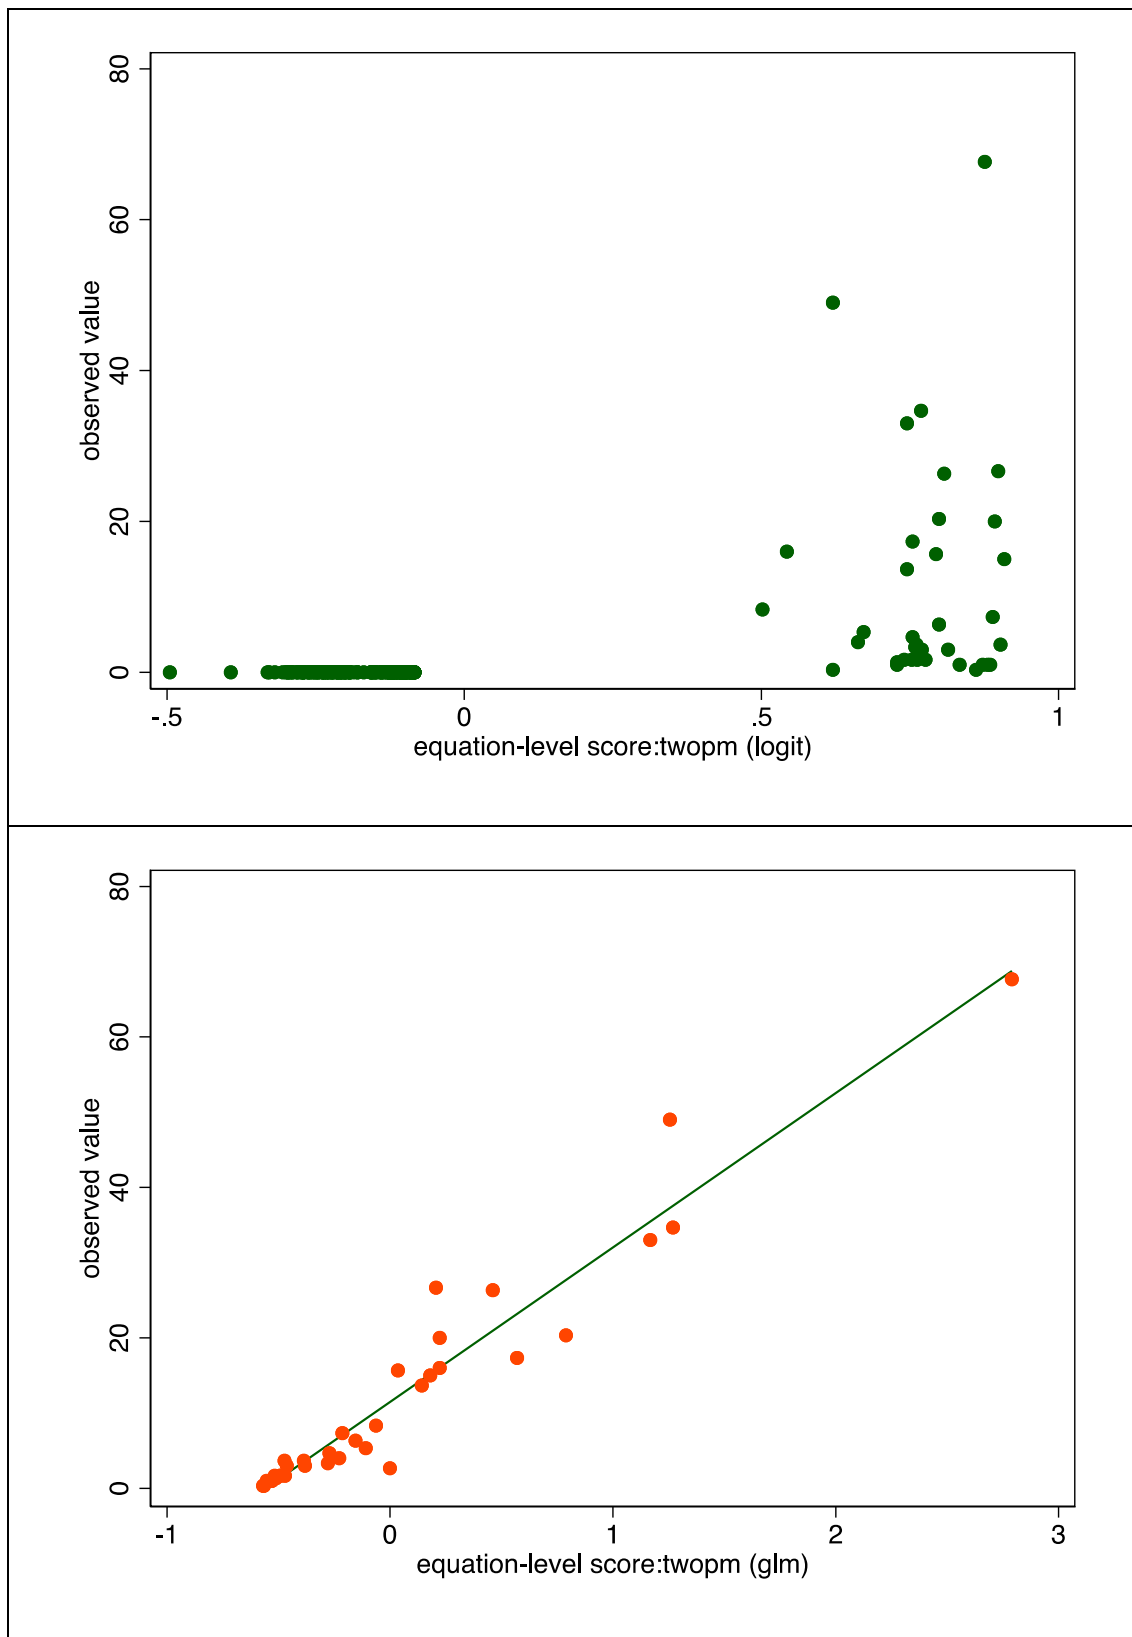 80
60
40
20
0
observed value
-.5 0 .5 1
equation-level score:twopm (logit)
80
60
40
20
0
observed value
-1 0 1 2 3
equation-level score:twopm (glm)